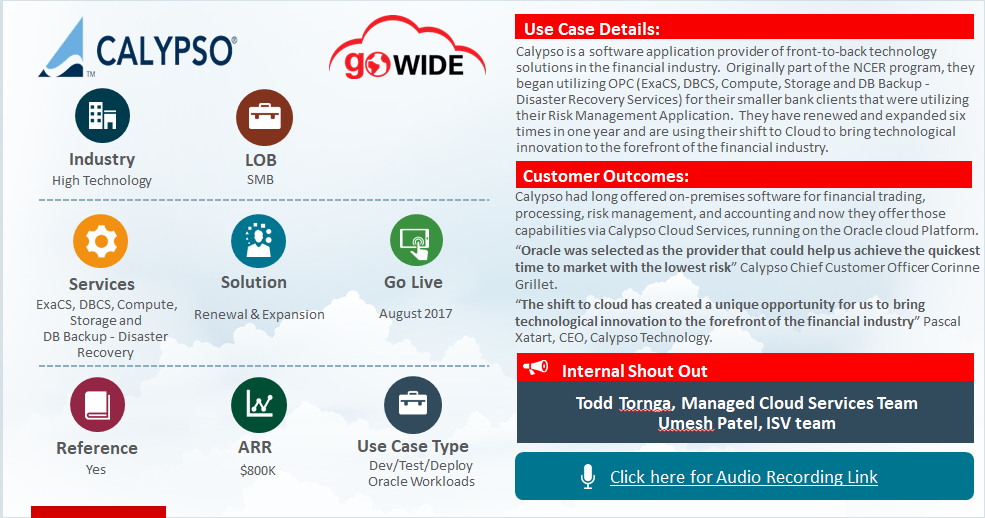 CALYPSO®
TM
goWIDE
Industry
High Technology
LOB
SMB
Services
ExaCS, DBCS, Compute,
Storage and
DB Backup - Disaster
Recovery
Solution
Renewal & Expansion
Go Live
August 2017
Reference
Yes
ARR
$800K
Use Case Type
Dev/Test/Deploy
Oracle Workloads
Use Case Details:
Calypso is a software application provider of front-to-back technology
solutions in the financial industry. Originally part of the NCER program, they
began utilizing OPC (ExaCS, DBCS, Compute, Storage and DB Backup -
Disaster Recovery Services) for their smaller bank clients that were utilizing
their Risk Management Application. They have renewed and expanded six
times in one year and are using their shift to Cloud to bring technological
innovation to the forefront of the financial industry.
Customer Outcomes:
Calypso had long offered on-premises software for financial trading,
processing, risk management, and accounting and now they offer those
capabilities via Calypso Cloud Services, running on the Oracle cloud Platform.
“Oracle was selected as the provider that could help us achieve the quickest
time to market with the lowest risk” Calypso Chief Customer Officer Corinne
Grillet.
“The shift to cloud has created a unique opportunity for us to bring
technological innovation to the forefront of the financial industry” Pascal
Xatart, CEO, Calypso Technology.
Internal Shout Out
Todd Tornga, Managed Cloud Services Team
Umesh Patel, ISV team
Click here for Audio Recording Link